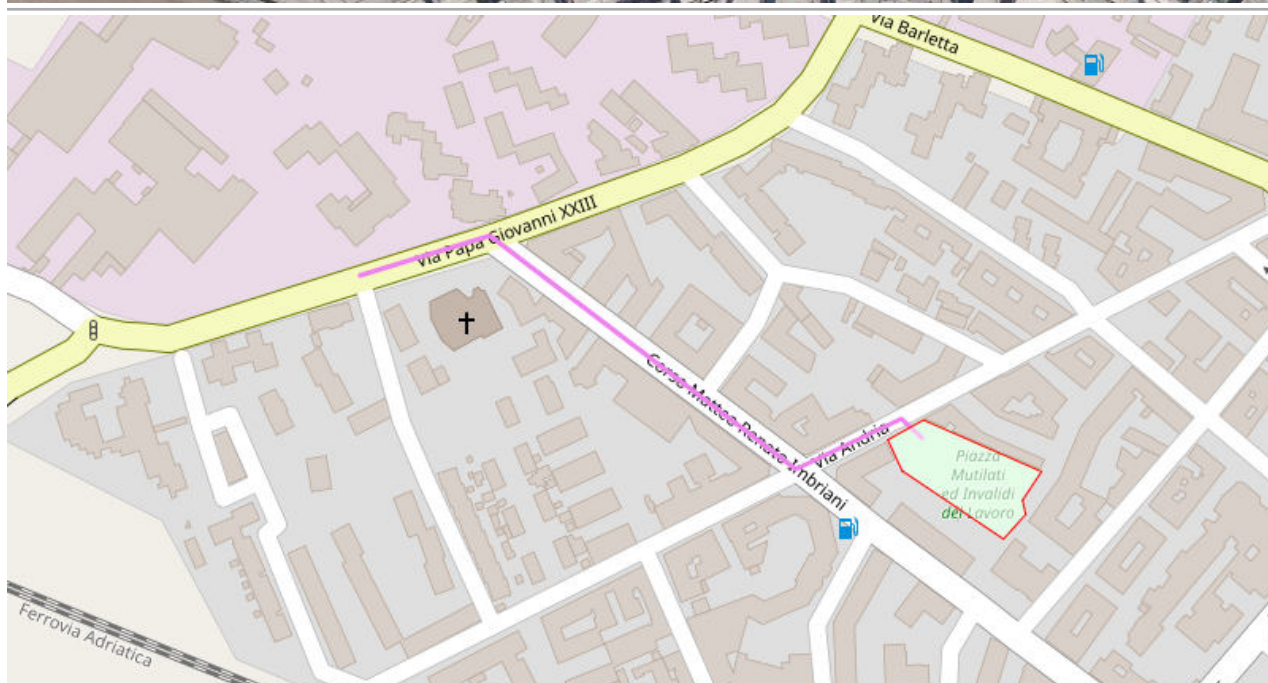 Via Barletta
Via Papa Giovanni XXIII
Corso Matteo Renato Imbriani
Via Andria
Piazza
Mutilati
ed Invalidi
del Lavoro
Ferrovia Adriatica